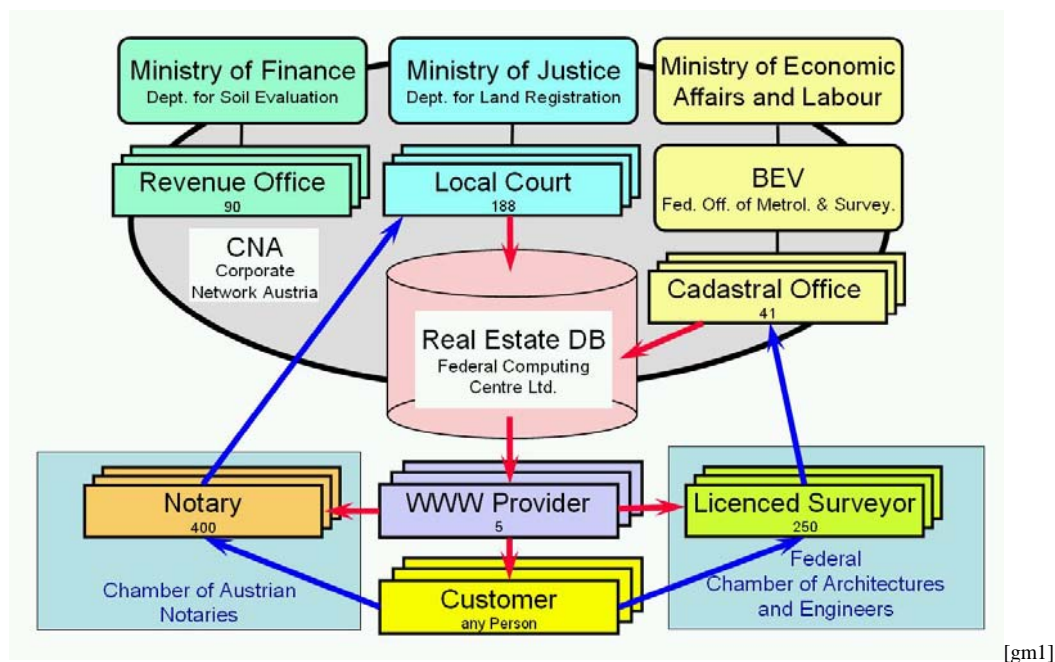 Ministry of Finance
Dept. for Soil Evaluation
Ministry of Justice
Dept. for Land Registration
Ministry of Economic
Affairs and Labour
Revenue Office
90
Local Court
188
BEV
Fed. Off. of Metrol. & Survey.
CNA
Corporate
Network Austria
Cadastral Office
41
Real Estate DB
Federal Computing
Centre Ltd.
Notary
400
WWW Provider
5
Licenced Surveyor
250
Chamber of Austrian
Notaries
Customer
any Person
Federal
Chamber of Architectures
and Engineers
[gm1]